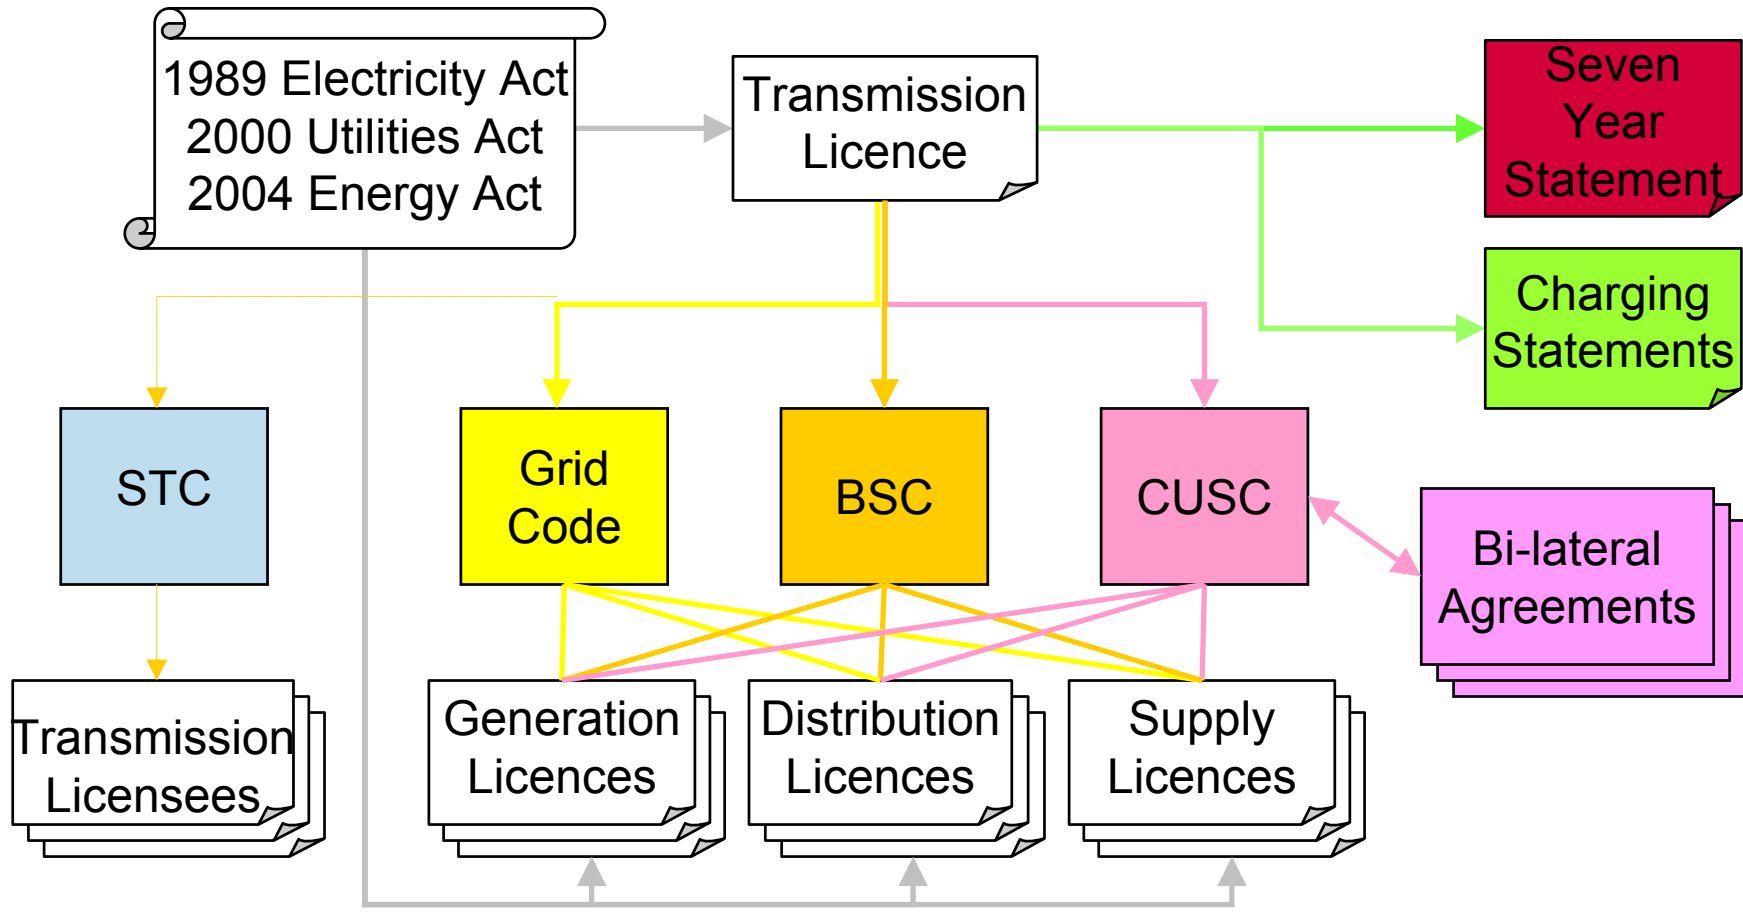 1989 Electricity Act
2000 Utilities Act
2004 Energy Act
Transmission
Licence
Seven
Year
Statement
Charging
Statements
STC
Grid
Code
BSC
CUSC
Bi-lateral
Agreements
Transmission
Licensees
Generation
Licences
Distribution
Licences
Supply
Licences